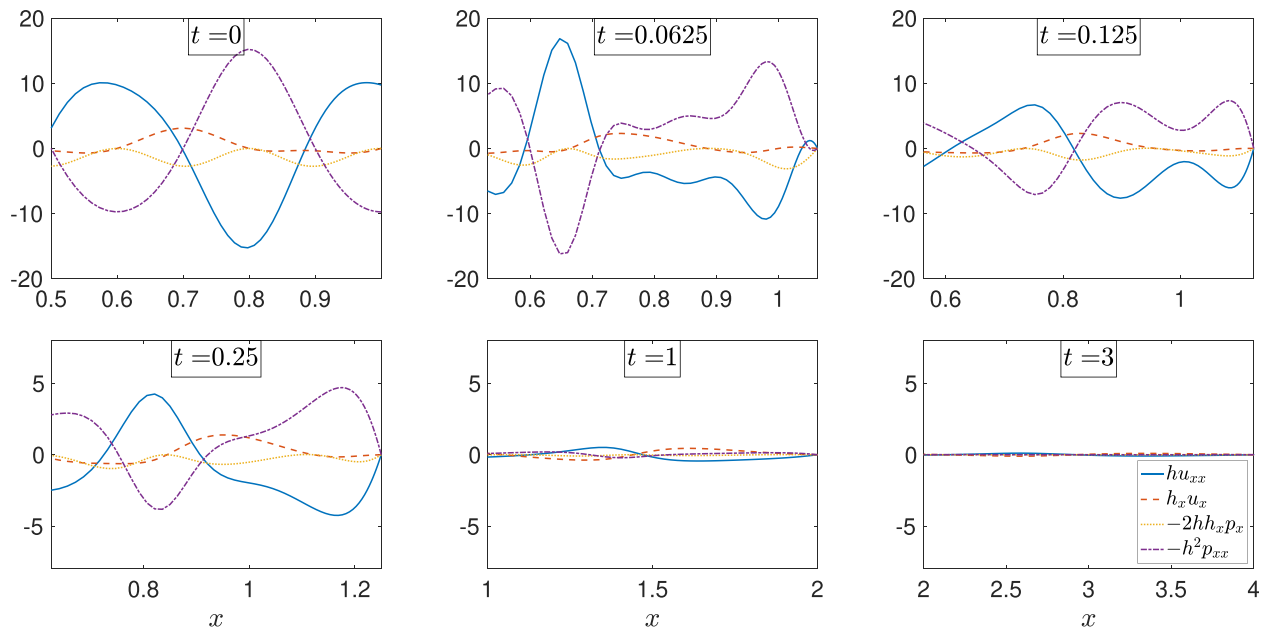 t =0
20
10
0
-10
-20
0.5 0.6 0.7 0.8 0.9
t =0.0625
20
10
0
-10
-20
0.6 0.7 0.8 0.9 1
t =0.125
20
10
0
-10
-20
0.6 0.8 1
t =0.25
5
0
-5
0.8 1 1.2
x
t =1
5
0
-5
1 1.5 2
x
t =3
5
0
-5
2 2.5 3 3.5 4
x
hu_{xx}
h_x u_x
−2hh_x p_x
−h^2 p_{xx}